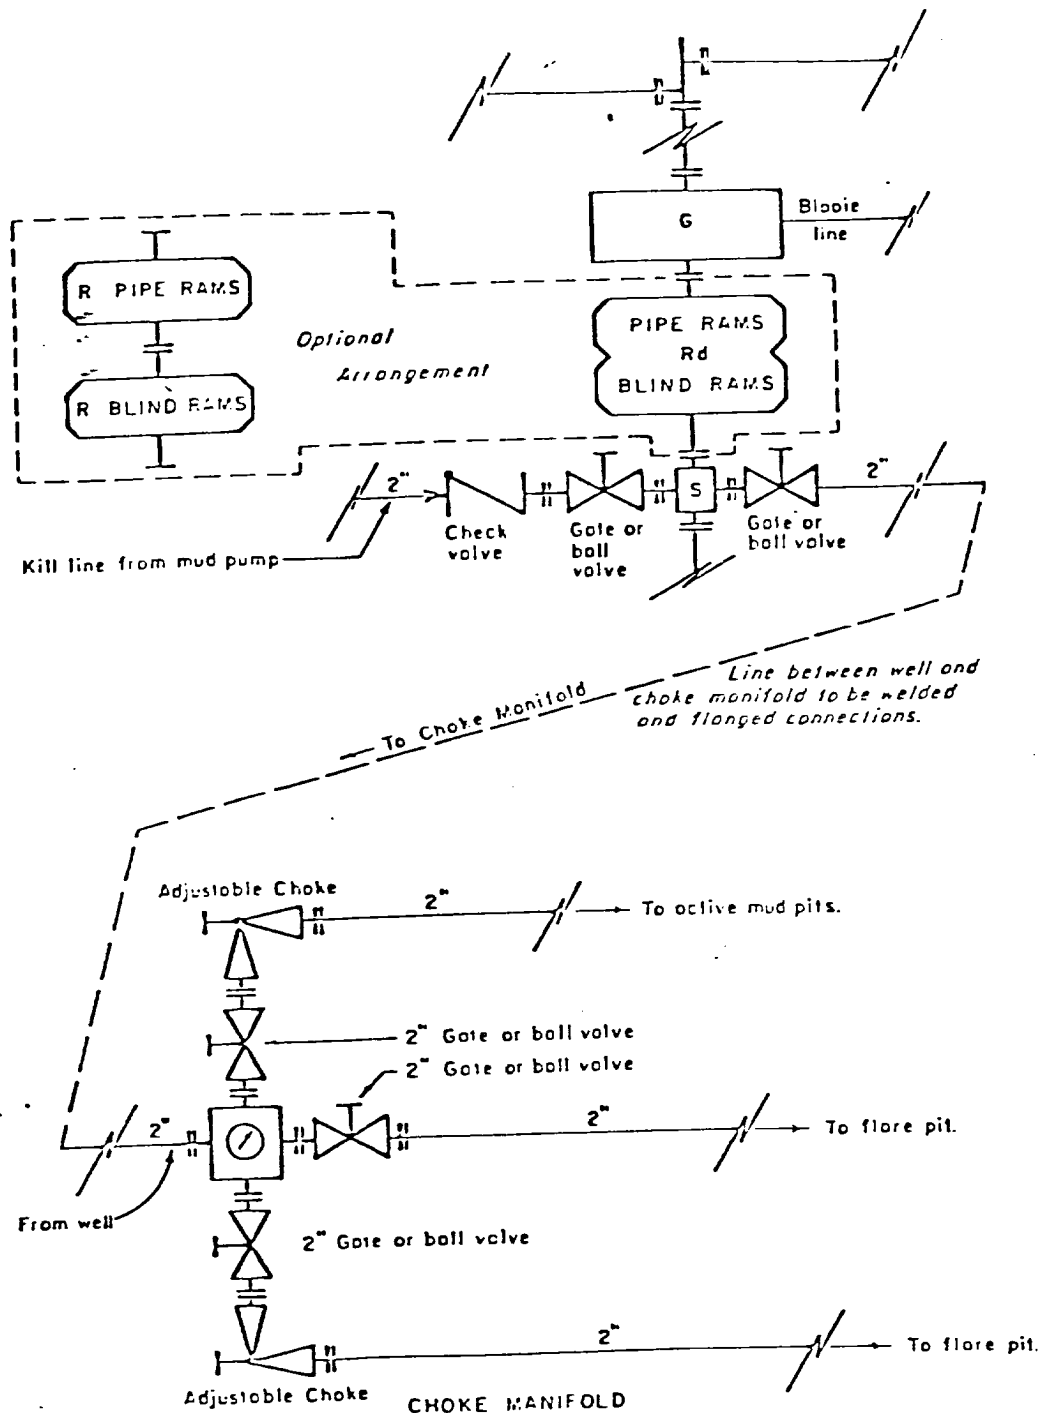 G
Blooie
line
R PIPE RAMS
R BLIND RAMS
Optional
Arrangement
PIPE RAMS
Rd
BLIND RAMS
2"
S
2"
Check
valve
Gate or
ball
valve
Gate or
ball valve
Kill line from mud pump
Line between well and
choke manifold to be welded
and flanged connections.
To Choke Manifold
Adjustable Choke
2"
To active mud pits.
2" Gate or ball valve
2" Gate or ball valve
2"
2"
To flare pit.
From well
2" Gate or ball valve
2"
To flare pit.
Adjustable Choke
CHOKE MANIFOLD